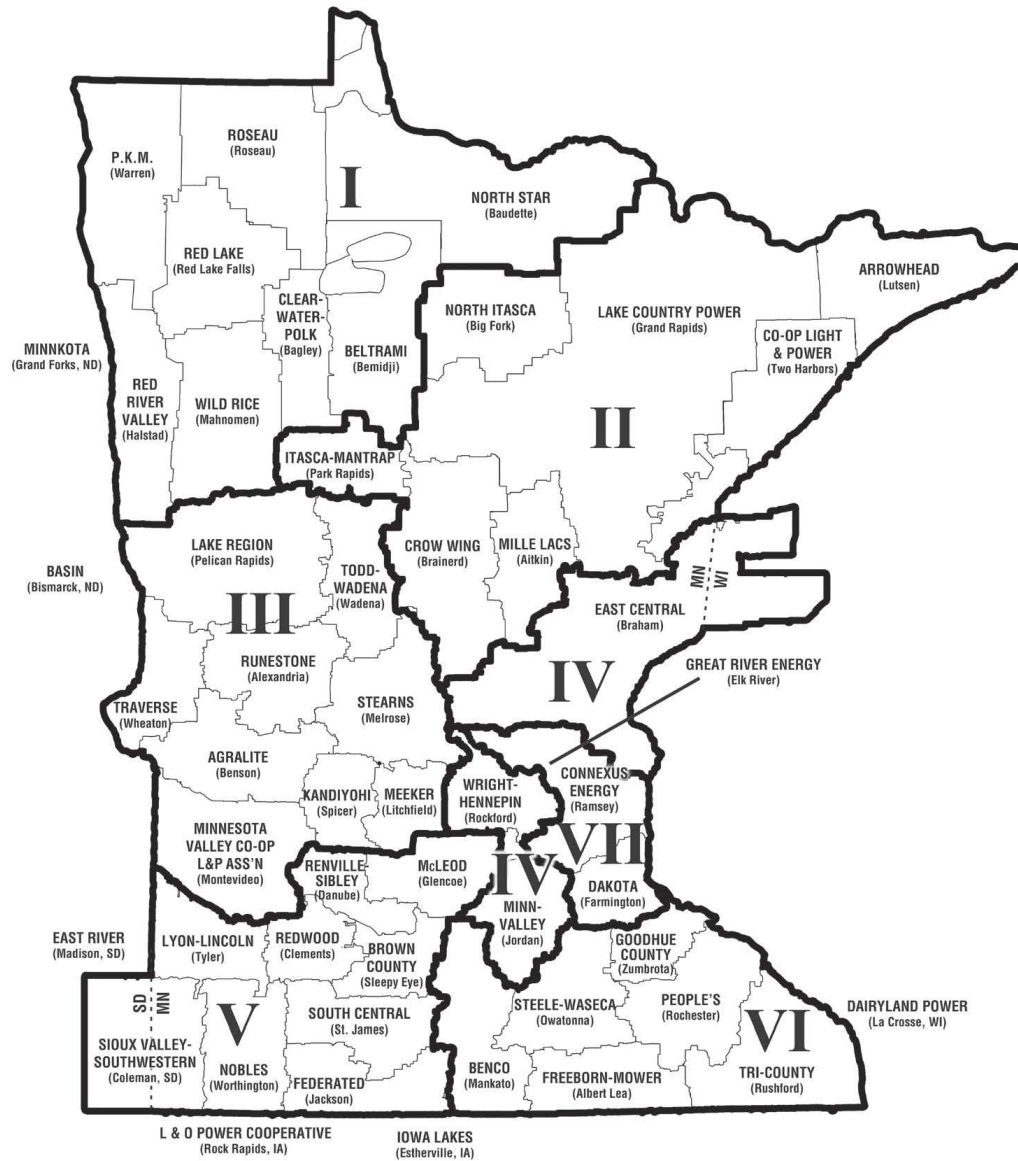 P.K.M.
(Warren)
ROSEAU
(Roseau)
I
NORTH STAR
(Baudette)
RED LAKE
(Red Lake Falls)
ARROWHEAD
(Lutsen)
CLEAR-
WATER-
POLK
(Bagley)
NORTH ITASCA
(Big Fork)
LAKE COUNTRY POWER
(Grand Rapids)
CO-OP LIGHT
& POWER
(Two Harbors)
MINNKOTA
(Grand Forks, ND)
BELTRAMI
(Bemidji)
RED
RIVER
VALLEY
(Halstad)
WILD RICE
(Mahnomen)
II
ITASCA-MANTRAP
(Park Rapids)
LAKE REGION
(Pelican Rapids)
CROW WING
(Brainerd)
MILLE LACS
(Aitkin)
BASIN
(Bismarck, ND)
TODD-
WADENA
(Wadena)
MN
WI
III
EAST CENTRAL
(Braham)
RUNESTONE
(Alexandria)
IV
GREAT RIVER ENERGY
(Elk River)
TRAVERSE
(Wheaton)
STEARNS
(Melrose)
AGRALITE
(Benson)
CONNEXUS
ENERGY
(Ramsey)
KANDIYOHI
(Spicer)
MEEKER
(Litchfield)
WRIGHT-
HENNEPIN
(Rockford)
MINNESOTA
VALLEY CO-OP
L&P ASS'N
(Montevideo)
VII
RENVILLE-
SIBLEY
(Danube)
McLEOD
(Glencoe)
IV
MINN-
VALLEY
(Jordan)
DAKOTA
(Farmington)
EAST RIVER
(Madison, SD)
LYON-LINCOLN
(Tyler)
REDWOOD
(Clements)
BROWN
COUNTY
(Sleepy Eye)
GOODHUE
COUNTY
(Zumbrota)
SD
MN
V
SOUTH CENTRAL
(St. James)
STEELE-WASECA
(Owatonna)
PEOPLE'S
(Rochester)
DAIRYLAND POWER
(La Crosse, WI)
VI
SIOUX VALLEY-
SOUTHWESTERN
(Coleman, SD)
NOBLES
(Worthington)
FEDERATED
(Jackson)
BENCO
(Mankato)
FREEBORN-MOWER
(Albert Lea)
TRI-COUNTY
(Rushford)
L & O POWER COOPERATIVE
(Rock Rapids, IA)
IOWA LAKES
(Estherville, IA)